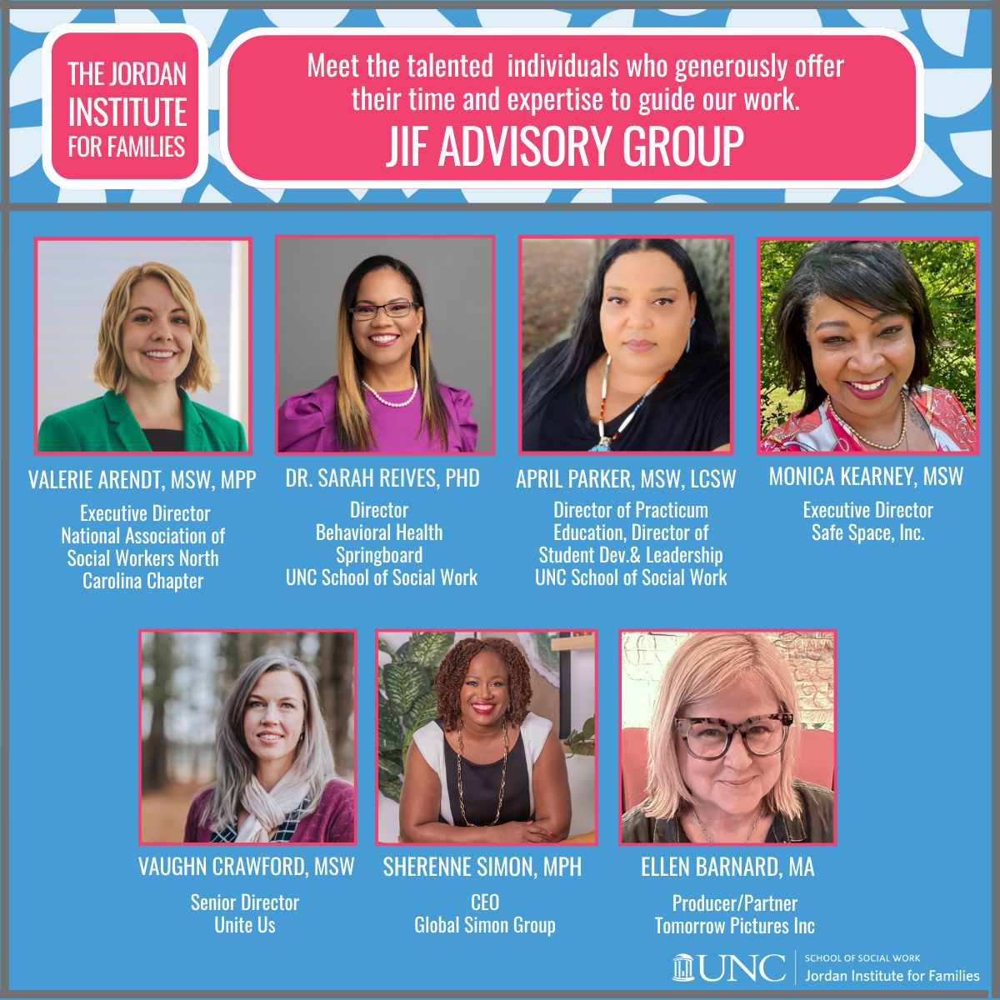 THE JORDAN
INSTITUTE
FOR FAMILIES
Meet the talented individuals who generously offer
their time and expertise to guide our work.
JIF ADVISORY GROUP
VALERIE ARENDT, MSW, MPP
Executive Director
National Association of
Social Workers North
Carolina Chapter
DR. SARAH REIVES, PHD
Director
Behavioral Health
Springboard
UNC School of Social Work
APRIL PARKER, MSW, LCSW
Director of Practicum
Education, Director of
Student Dev.& Leadership
UNC School of Social Work
MONICA KEARNEY, MSW
Executive Director
Safe Space, Inc.
VAUGHN CRAWFORD, MSW
Senior Director
Unite Us
SHERENNE SIMON, MPH
CEO
Global Simon Group
ELLEN BARNARD, MA
Producer/Partner
Tomorrow Pictures Inc
UNC
SCHOOL OF SOCIAL WORK
Jordan Institute for Families